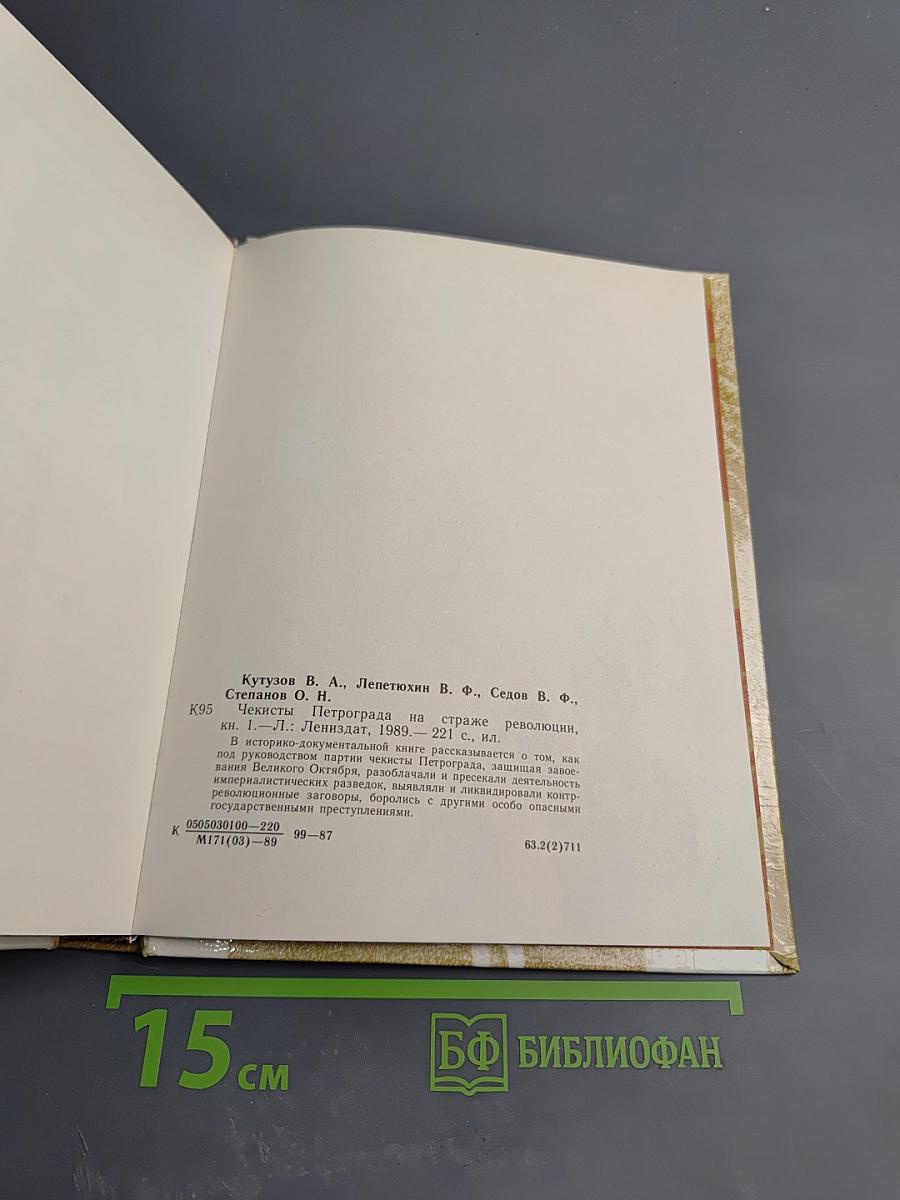 Кутузов В. А., Лепетюхин В. Ф., Седов В. Ф.,
Степанов О. Н.
К95 Чекисты Петрограда на страже революции,
кн. 1.—Л.: Лениздат, 1989.— 221 с., ил.
В историко-документальной книге рассказывается о том, как
под руководством партии чекисты Петрограда, защищая завое-
вания Великого Октября, разоблачали и пресекали деятельность
империалистических разведок, выявляли и ликвидировали контр-
революционные заговоры, боролись с другими особо опасными
государственными преступлениями.
К 0505030100—220 99—87
М171(03)—89
63.2(2)711
15 см
БФ БИБЛИОФАН